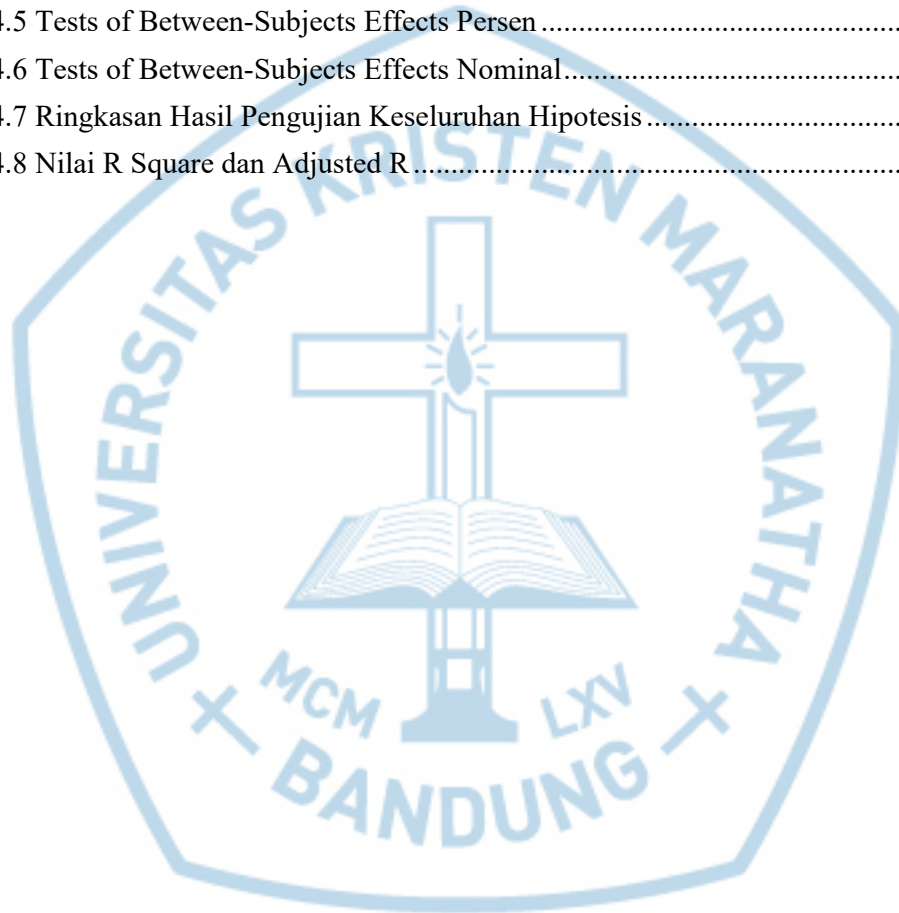 4.5 Tests of Between-Subjects Effects Persen ................................................
4.6 Tests of Between-Subjects Effects Nominal .............................................
4.7 Ringkasan Hasil Pengujian Keseluruhan Hipotesis ..................................
4.8 Nilai R Square dan Adjusted R .................................................................
UNIVERSITAS KRISTEN MARANATHA
MCM LXV
BANDUNG